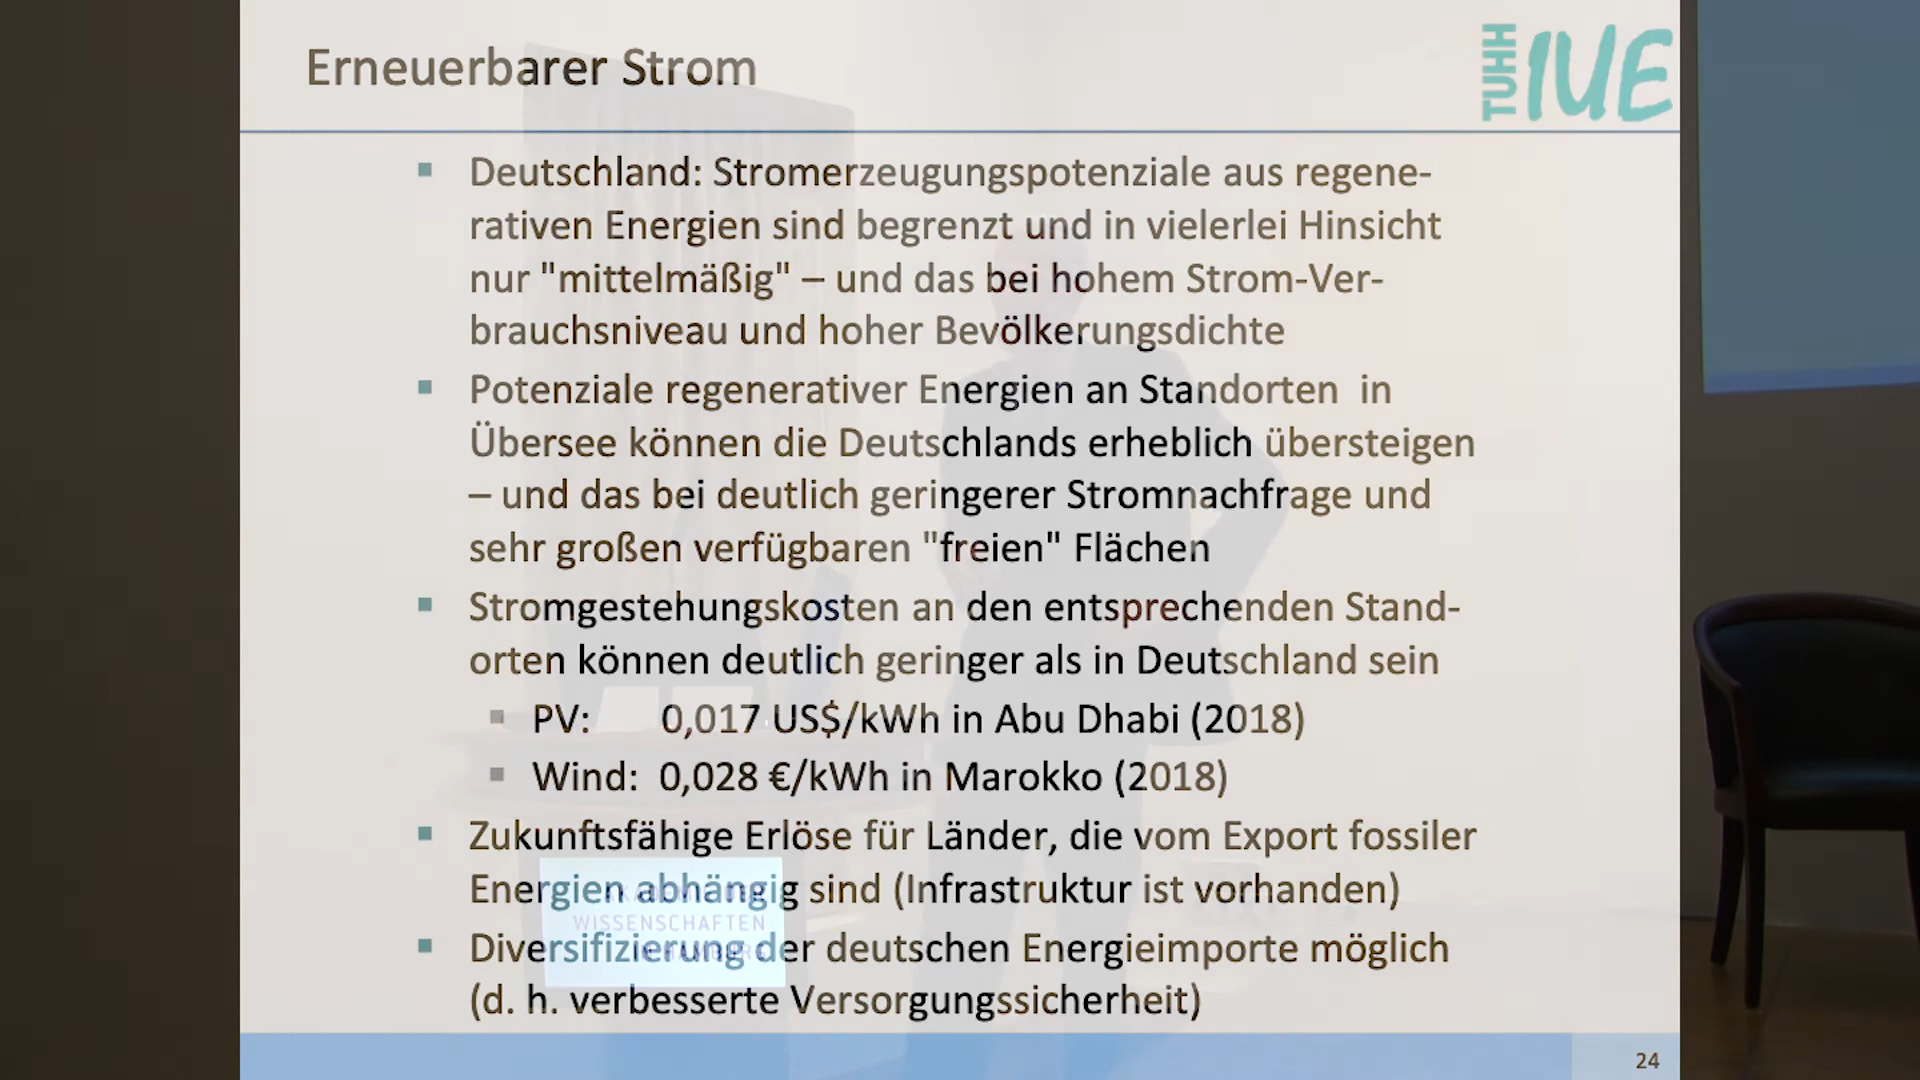 Erneuerbarer Strom
TUHH
IUE
Deutschland: Stromerzeugungspotenziale aus regene-
rativen Energien sind begrenzt und in vielerlei Hinsicht
nur "mittelmäßig" – und das bei hohem Strom-Ver-
brauchsniveau und hoher Bevölkerungsdichte
Potenziale regenerativer Energien an Standorten in
Übersee können die Deutschlands erheblich übersteigen
– und das bei deutlich geringerer Stromnachfrage und
sehr großen verfügbaren "freien" Flächen
Stromgestehungskosten an den entsprechenden Stand-
orten können deutlich geringer als in Deutschland sein
PV: 0,017 US$/kWh in Abu Dhabi (2018)
Wind: 0,028 €/kWh in Marokko (2018)
Zukunftsfähige Erlöse für Länder, die vom Export fossiler
Energien abhängig sind (Infrastruktur ist vorhanden)
WISSENSCHAFTEN
Diversifizierung der deutschen Energieimporte möglich
(d. h. verbesserte Versorgungssicherheit)
24